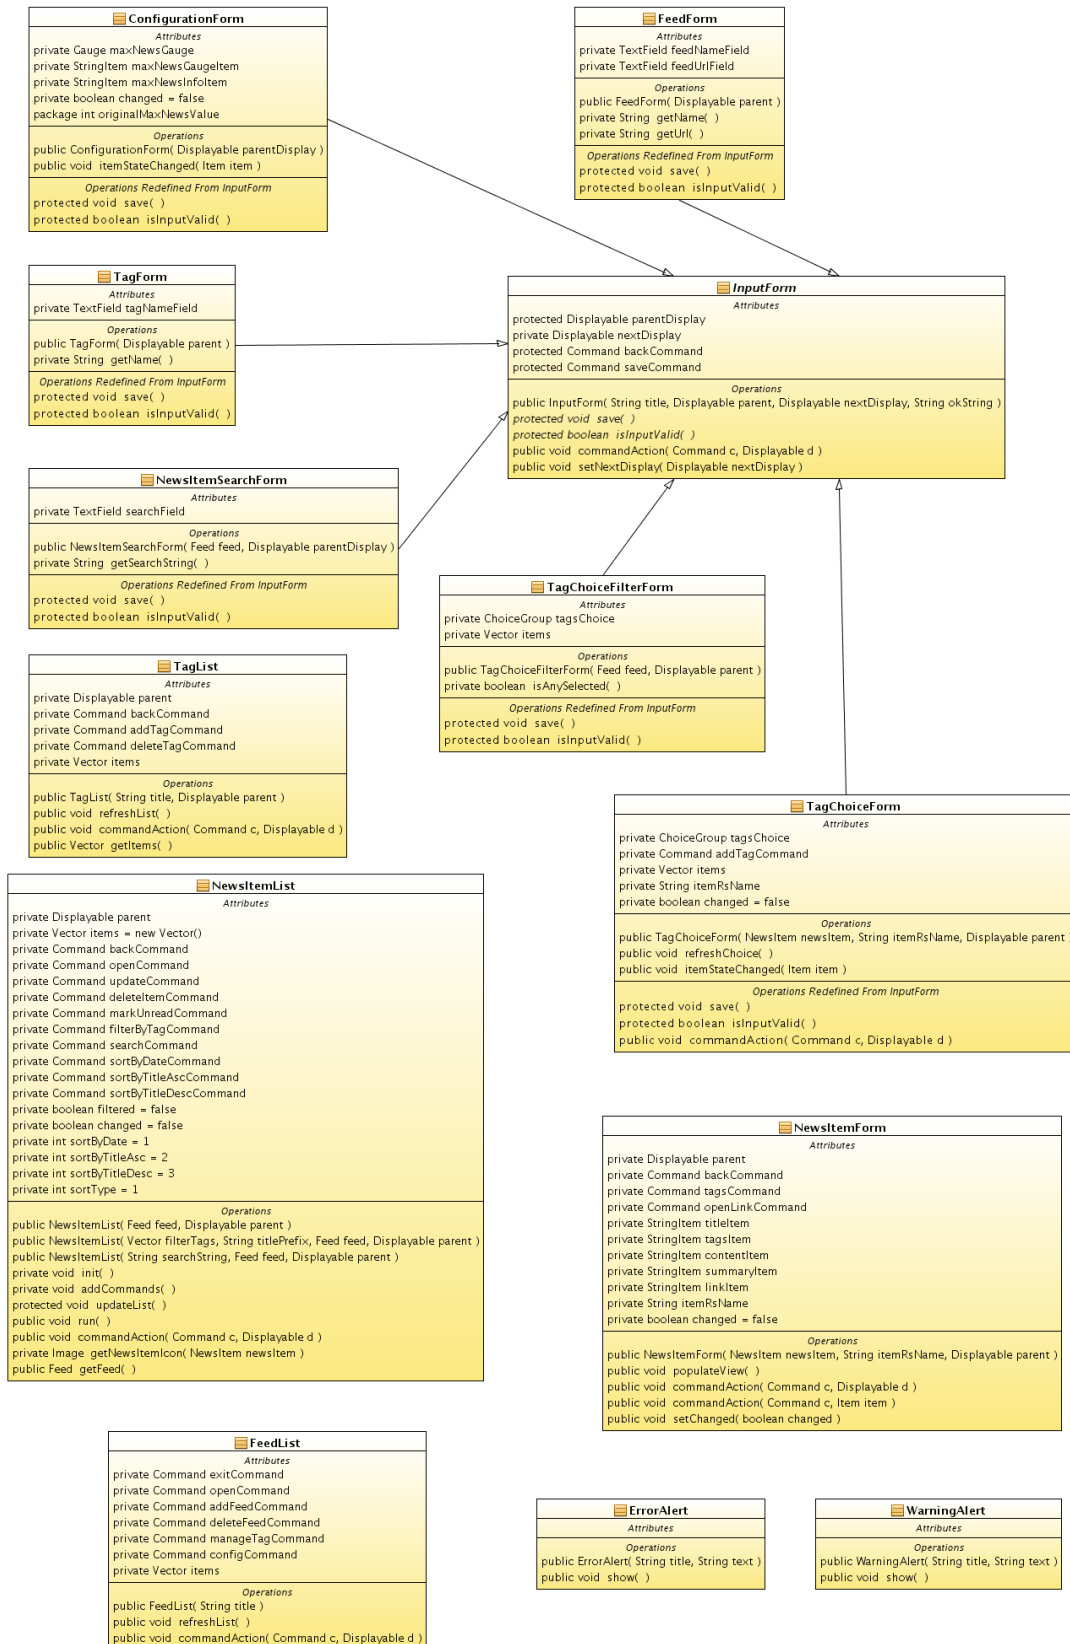 ConfigurationForm
Attributes
private Gauge maxNewsGauge
private StringItem maxNewsGaugeItem
private StringItem maxNewsInfoItem
private boolean changed = false
package int originalMaxNewsValue
Operations
public ConfigurationForm( Displayable parentDisplay )
public void itemStateChanged( Item item )
Operations Redefined From InputForm
protected void save( )
protected boolean isInputValid( )
FeedForm
Attributes
private TextField feedNameField
private TextField feedUrlField
Operations
public FeedForm( Displayable parent )
private String getName( )
private String getUrl( )
Operations Redefined From InputForm
protected void save( )
protected boolean isInputValid( )
TagForm
Attributes
private TextField tagNameField
Operations
public TagForm( Displayable parent )
private String getName( )
Operations Redefined From InputForm
protected void save( )
protected boolean isInputValid( )
InputForm
Attributes
protected Displayable parentDisplay
private Displayable nextDisplay
protected Command backCommand
protected Command saveCommand
Operations
public InputForm( String title, Displayable parent, Displayable nextDisplay, String okString )
protected void save( )
protected boolean isInputValid( )
public void commandAction( Command c, Displayable d )
public void setNextDisplay( Displayable nextDisplay )
NewsItemSearchForm
Attributes
private TextField searchField
Operations
public NewsItemSearchForm( Feed feed, Displayable parentDisplay )
private String getSearchString( )
Operations Redefined From InputForm
protected void save( )
protected boolean isInputValid( )
TagChoiceFilterForm
Attributes
private ChoiceGroup tagsChoice
private Vector items
Operations
public TagChoiceFilterForm( Feed feed, Displayable parent )
private boolean isAnySelected( )
Operations Redefined From InputForm
protected void save( )
protected boolean isInputValid( )
TagList
Attributes
private Displayable parent
private Command backCommand
private Command addTagCommand
private Command deleteTagCommand
private Vector items
Operations
public TagList( String title, Displayable parent )
public void refreshList( )
public void commandAction( Command c, Displayable d )
public Vector getItems( )
TagChoiceForm
Attributes
private ChoiceGroup tagsChoice
private Command addTagCommand
private Vector items
private String itemRsName
private boolean changed = false
Operations
public TagChoiceForm( NewsItem newsItem, String itemRsName, Displayable parent )
public void refreshChoice( )
public void itemStateChanged( Item item )
Operations Redefined From InputForm
protected void save( )
protected boolean isInputValid( )
public void commandAction( Command c, Displayable d )
NewsItemList
Attributes
private Displayable parent
private Vector items = new Vector()
private Command backCommand
private Command openCommand
private Command updateCommand
private Command deleteItemCommand
private Command markUnreadCommand
private Command filterByTagCommand
private Command searchCommand
private Command sortByDateCommand
private Command sortByTitleAscCommand
private Command sortByTitleDescCommand
private boolean filtered = false
private boolean changed = false
private int sortByDate = 1
private int sortByTitleAsc = 2
private int sortByTitleDesc = 3
private int sortType = 1
Operations
public NewsItemList( Feed feed, Displayable parent )
public NewsItemList( Vector filterTags, String titlePrefix, Feed feed, Displayable parent )
public NewsItemList( String searchString, Feed feed, Displayable parent )
private void init( )
private void addCommands( )
protected void updateList( )
public void run( )
public void commandAction( Command c, Displayable d )
private Image getNewsItemIcon( NewsItem newsItem )
public Feed getFeed( )
NewsItemForm
Attributes
private Displayable parent
private Command backCommand
private Command tagsCommand
private Command openLinkCommand
private StringItem titleItem
private StringItem tagsItem
private StringItem contentItem
private StringItem summaryItem
private StringItem linkItem
private String itemRsName
private boolean changed = false
Operations
public NewsItemForm( NewsItem newsItem, String itemRsName, Displayable parent )
public void populateView( )
public void commandAction( Command c, Displayable d )
public void commandAction( Command c, Item item )
public void setChanged( boolean changed )
FeedList
Attributes
private Command exitCommand
private Command openCommand
private Command addFeedCommand
private Command deleteFeedCommand
private Command manageTagCommand
private Command configCommand
private Vector items
Operations
public FeedList( String title )
public void refreshList( )
public void commandAction( Command c, Displayable d )
ErrorAlert
Attributes
Operations
public ErrorAlert( String title, String text )
public void show( )
WarningAlert
Attributes
Operations
public WarningAlert( String title, String text )
public void show( )